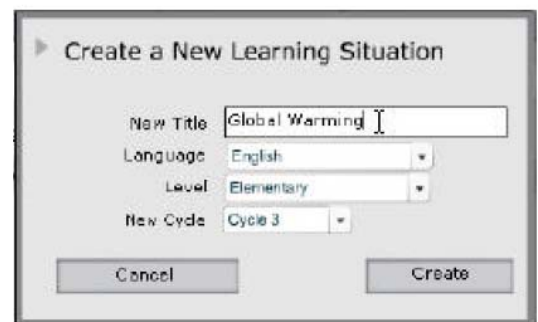 Create a New Learning Situation
New Title Global Warming
Language English
Level Elementary
New Cycle Cycle 3
Cancel Create